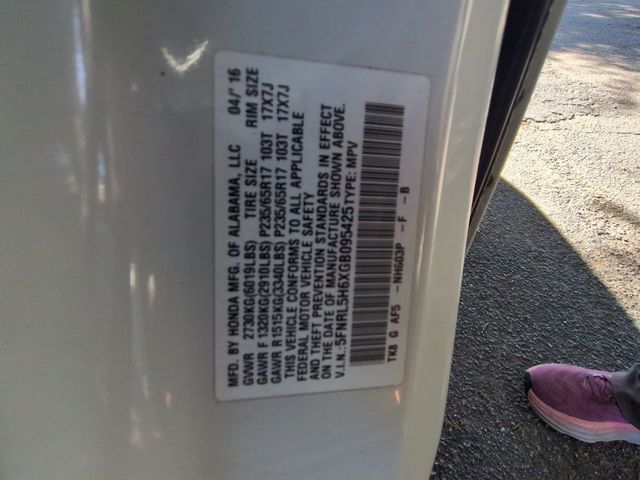 MFD. BY HONDA MFG. OF ALABAMA, LLC 04/'16
GVWR 2730KG(6019LBS) TIRE SIZE RIM SIZE
GAWR F 1320KG(2910LBS) P235/65R17 103T 17X7J
GAWR R 1515KG(3340LBS) P235/65R17 103T 17X7J
THIS VEHICLE CONFORMS TO ALL APPLICABLE
FEDERAL MOTOR VEHICLE SAFETY
AND THEFT PREVENTION STANDARDS IN EFFECT
ON THE DATE OF MANUFACTURE SHOWN ABOVE.
V.I.N.:5FNRL5H6XGB095425 TYPE: MPV
TK8 G AF5 -NH603P -F -B